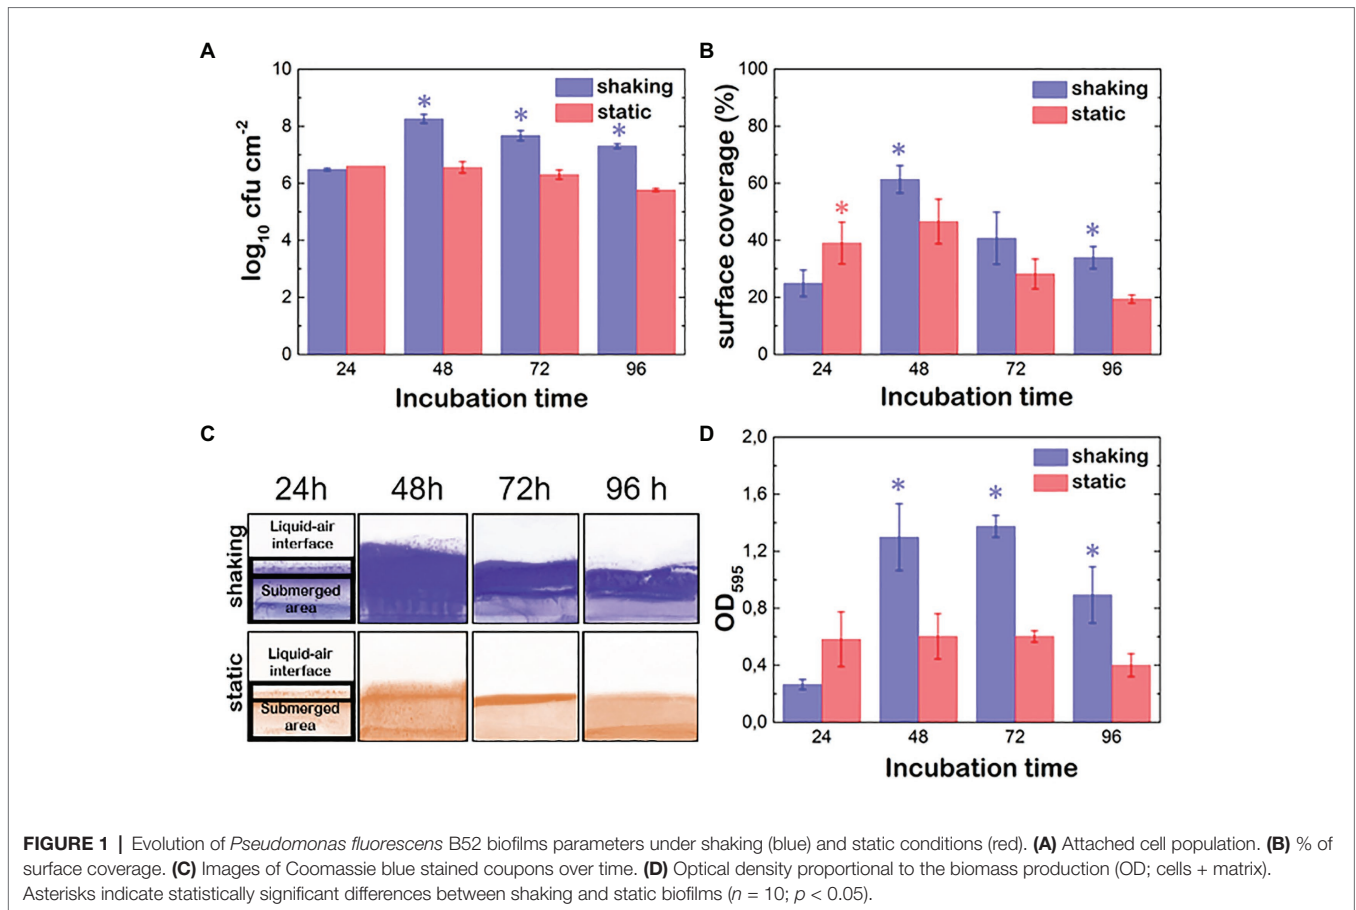 A
10
8
6
4
2
0
log10 cfu cm-2
shaking
static
*
*
*
24
48
72
96
Incubation time
B
100
80
60
40
20
0
surface coverage (%)
shaking
static
*
*
*
24
48
72
96
Incubation time
C
24h 48h 72h 96 h
shaking
Liquid-air
interface
Submerged
area
static
Liquid-air
interface
Submerged
area
D
2,0
1,6
1,2
0,8
0,4
0,0
OD595
shaking
static
*
*
*
24
48
72
96
Incubation time
FIGURE 1 | Evolution of Pseudomonas fluorescens B52 biofilms parameters under shaking (blue) and static conditions (red). (A) Attached cell population. (B) % of
surface coverage. (C) Images of Coomassie blue stained coupons over time. (D) Optical density proportional to the biomass production (OD; cells + matrix).
Asterisks indicate statistically significant differences between shaking and static biofilms (n = 10; p < 0.05).